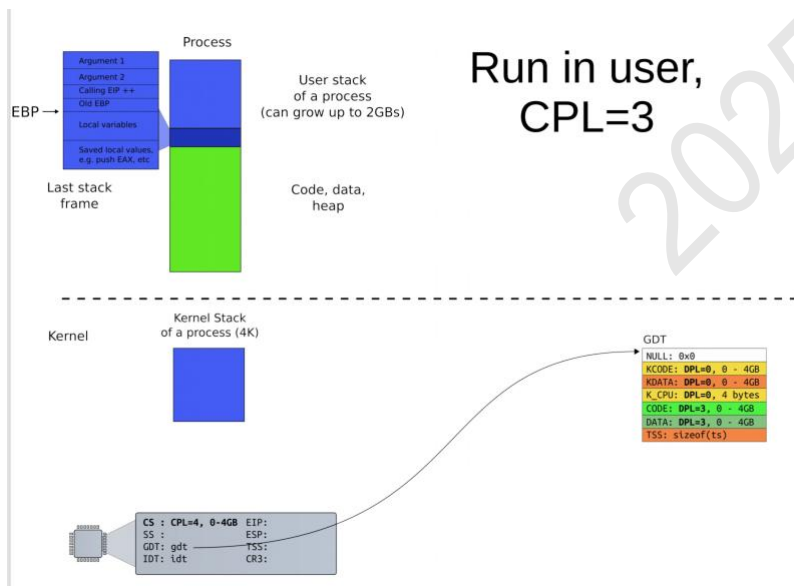 Process
Run in user,
CPL=3
Argument 1
Argument 2
Calling EIP ++
Old EBP
Local variables
Saved local values,
e.g. push EAX, etc
EBP
Last stack
frame
User stack
of a process
(can grow up to 2GBs)
Code, data,
heap
2025
Kernel
Kernel Stack
of a process (4K)
GDT
NULL: 0x0
KCODE: DPL=0, 0 - 4GB
KDATA: DPL=0, 0 - 4GB
K_CPU: DPL=0, 4 bytes
CODE: DPL=3, 0 - 4GB
DATA: DPL=3, 0 - 4GB
TSS: sizeof(ts)
CS : CPL=4, 0-4GB EIP:
SS : ESP:
GDT: gdt TSS:
IDT: idt CR3: